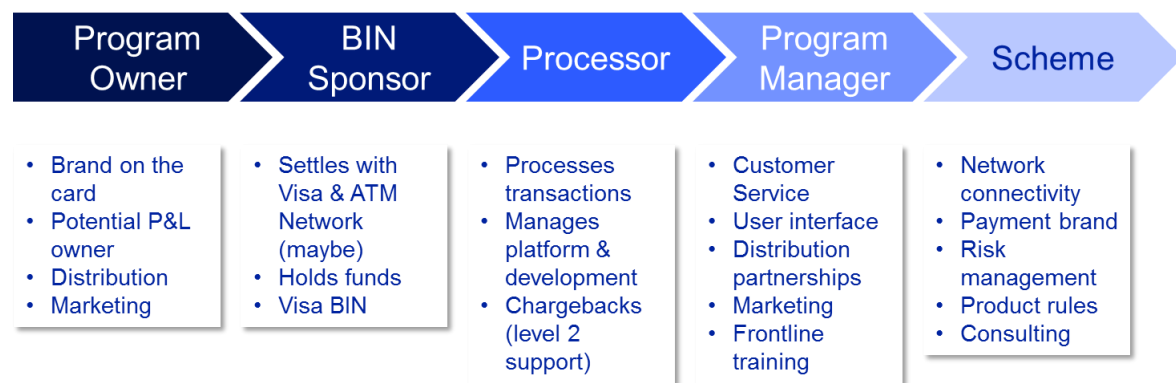 Program
Owner
BIN
Sponsor
Processor
Program
Manager
Scheme
• Brand on the
card
• Potential P&L
owner
• Distribution
• Marketing
• Settles with
Visa & ATM
Network
(maybe)
• Holds funds
• Visa BIN
• Processes
transactions
• Manages
platform &
development
• Chargebacks
(level 2
support)
• Customer
Service
• User interface
• Distribution
partnerships
• Marketing
• Frontline
training
• Network
connectivity
• Payment brand
• Risk
management
• Product rules
• Consulting